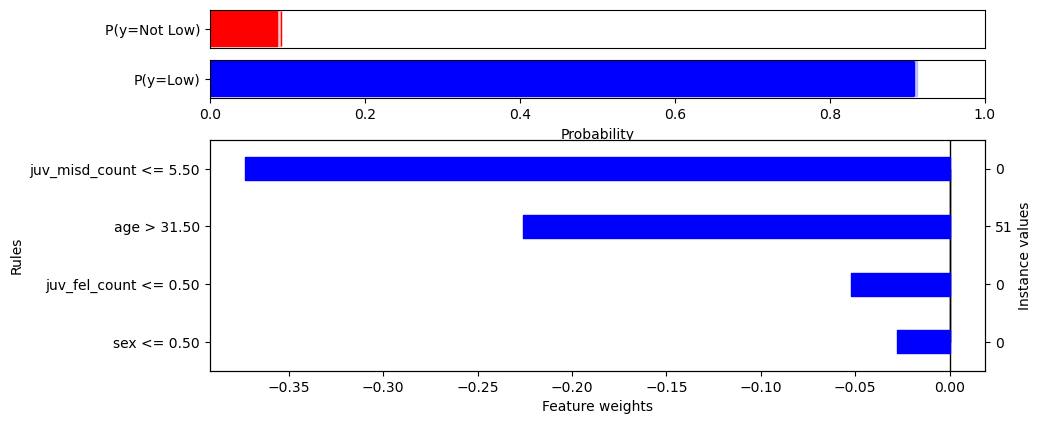 P(y=Not Low)
P(y=Low)
0.0 0.2 0.4 0.6 0.8 1.0
Probability
juv_misd_count <= 5.50 0
age > 31.50 51
juv_fel_count <= 0.50 0
sex <= 0.50 0
Rules
Instance values
−0.35 −0.30 −0.25 −0.20 −0.15 −0.10 −0.05 0.00
Feature weights